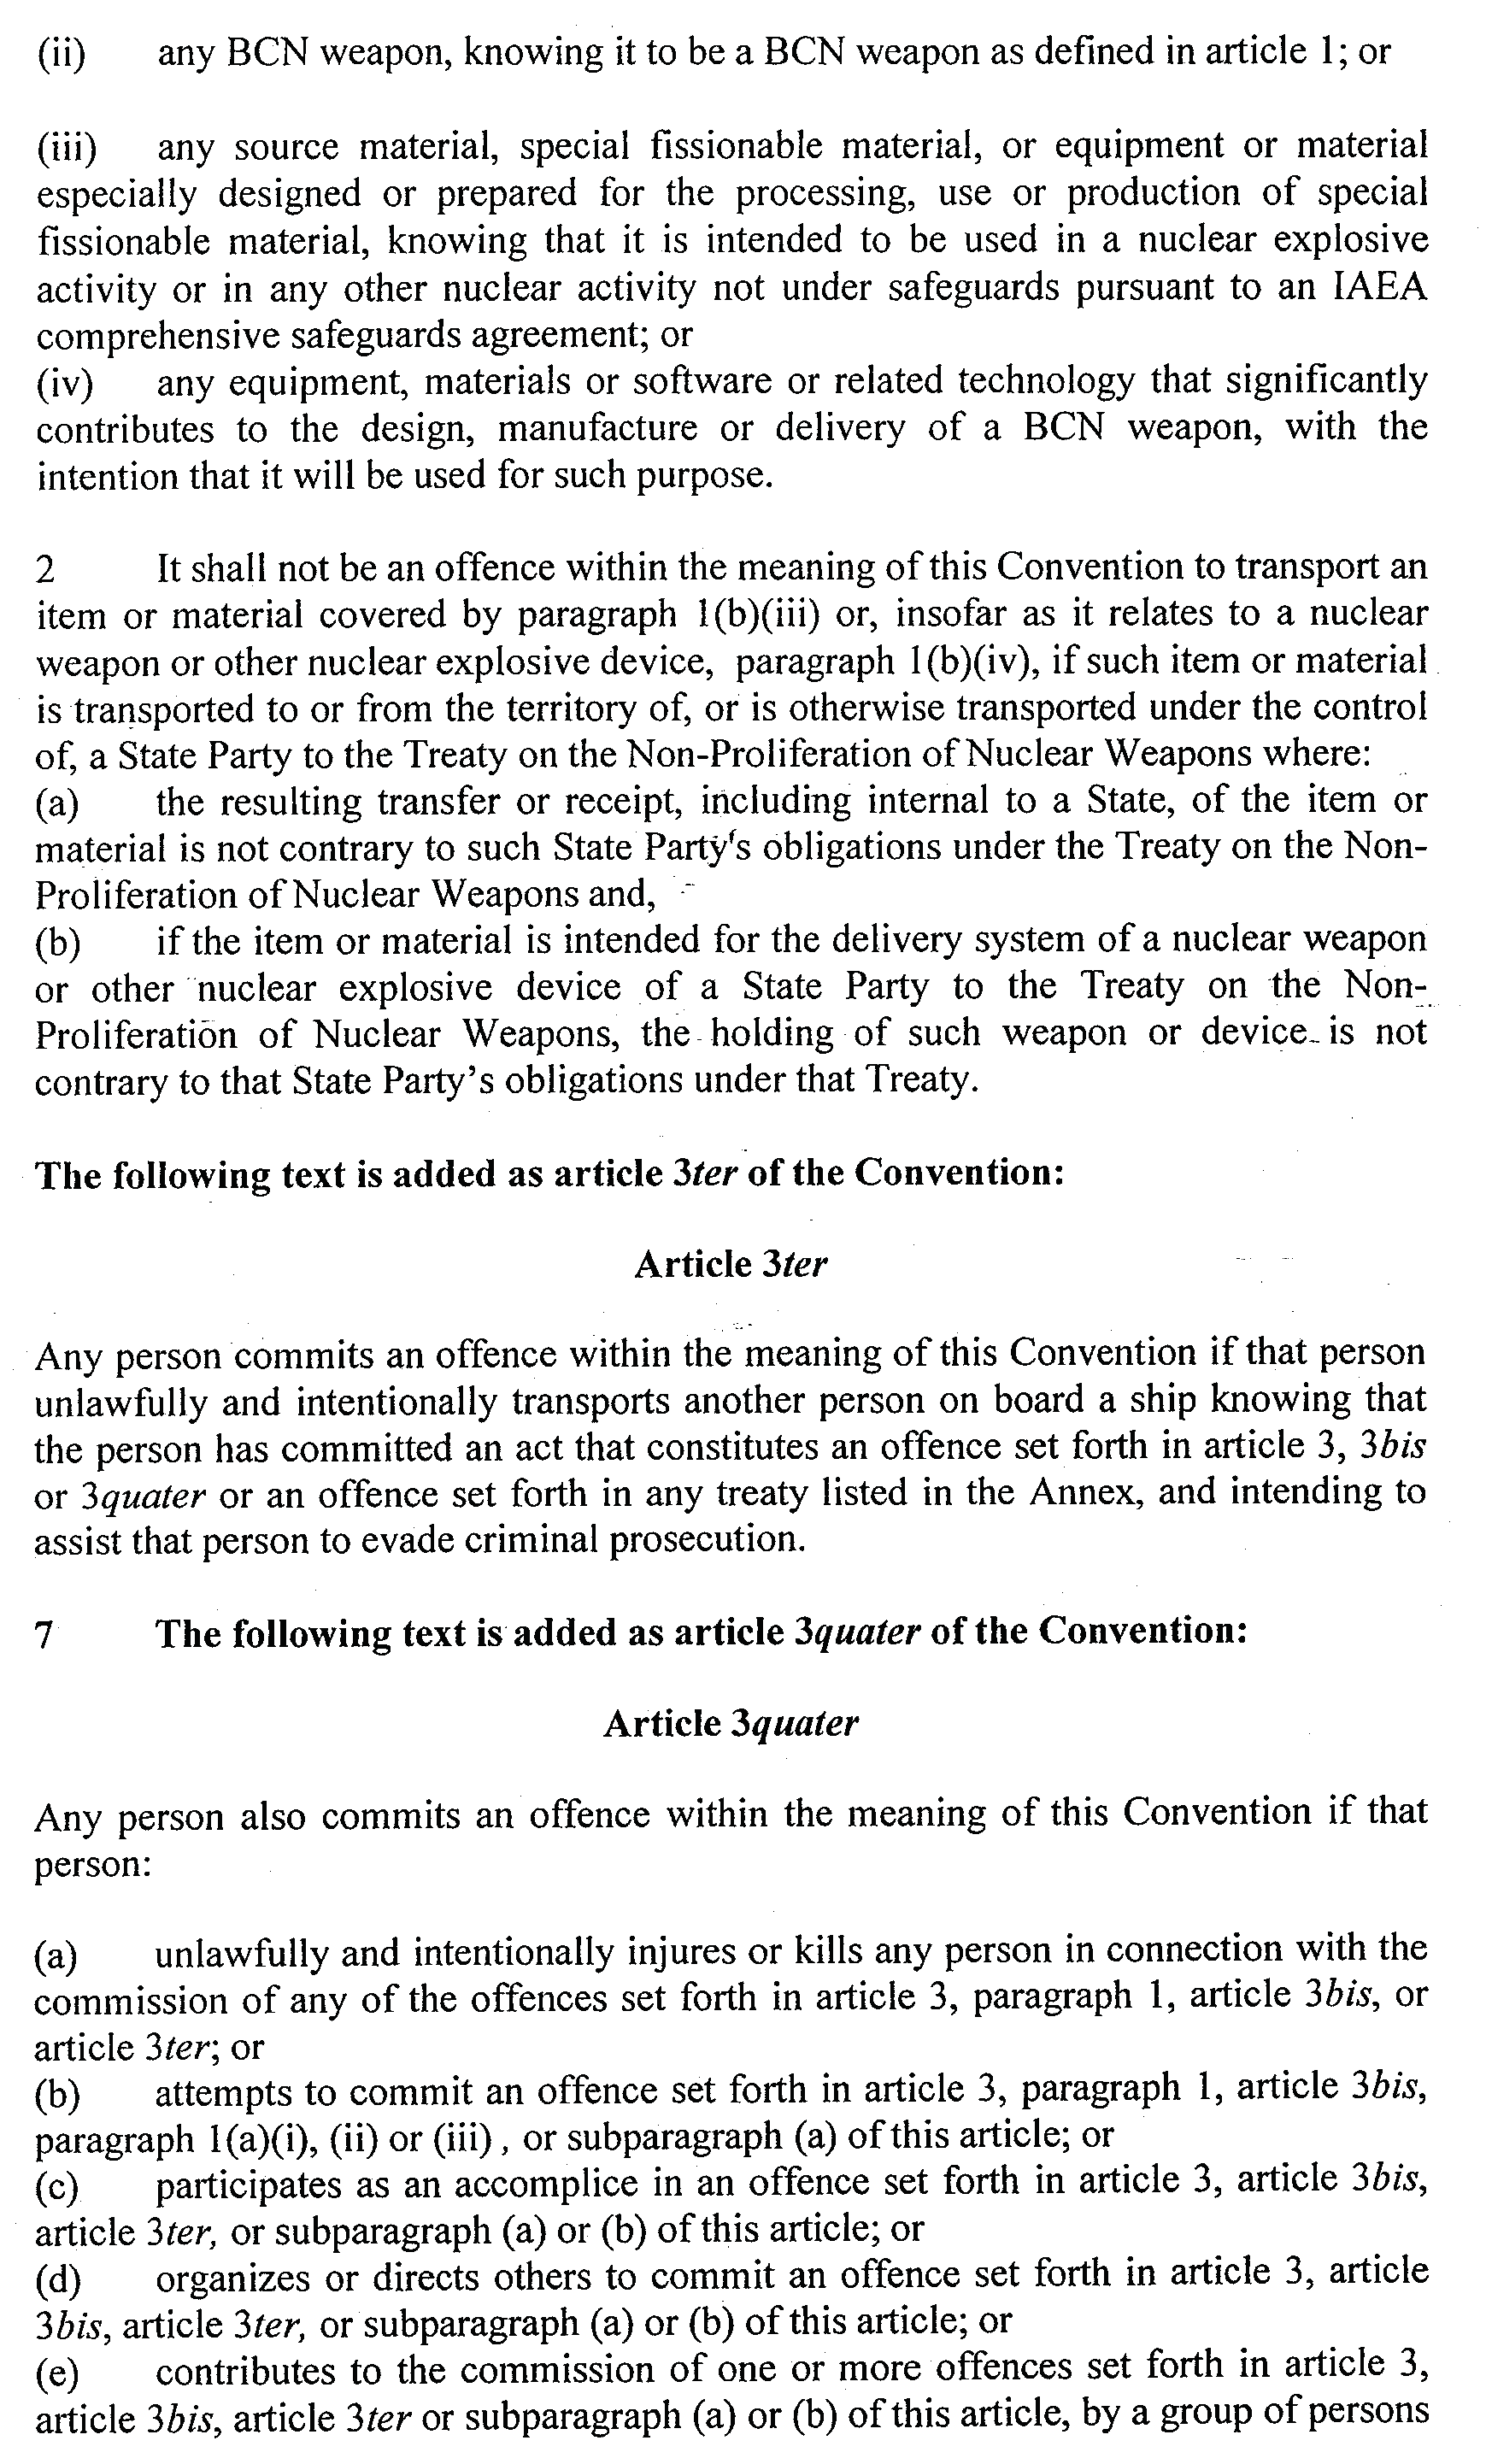 (ii) any BCN weapon, knowing it to be a BCN weapon as defined in article 1; or
(iii) any source material, special fissionable material, or equipment or material
especially designed or prepared for the processing, use or production of special
fissionable material, knowing that it is intended to be used in a nuclear explosive
activity or in any other nuclear activity not under safeguards pursuant to an IAEA
comprehensive safeguards agreement; or
(iv) any equipment, materials or software or related technology that significantly
contributes to the design, manufacture or delivery of a BCN weapon, with the
intention that it will be used for such purpose.
2 It shall not be an offence within the meaning of this Convention to transport an
item or material covered by paragraph 1(b)(iii) or, insofar as it relates to a nuclear
weapon or other nuclear explosive device, paragraph 1(b)(iv), if such item or material
is transported to or from the territory of, or is otherwise transported under the control
of, a State Party to the Treaty on the Non-Proliferation of Nuclear Weapons where:
(a) the resulting transfer or receipt, including internal to a State, of the item or
material is not contrary to such State Party's obligations under the Treaty on the Non-
Proliferation of Nuclear Weapons and,
(b) if the item or material is intended for the delivery system of a nuclear weapon
or other nuclear explosive device of a State Party to the Treaty on the Non-
Proliferation of Nuclear Weapons, the holding of such weapon or device is not
contrary to that State Party's obligations under that Treaty.
The following text is added as article 3ter of the Convention:
Article 3ter
Any person commits an offence within the meaning of this Convention if that person
unlawfully and intentionally transports another person on board a ship knowing that
the person has committed an act that constitutes an offence set forth in article 3, 3bis
or 3quater or an offence set forth in any treaty listed in the Annex, and intending to
assist that person to evade criminal prosecution.
7 The following text is added as article 3quater of the Convention:
Article 3quater
Any person also commits an offence within the meaning of this Convention if that
person:
(a) unlawfully and intentionally injures or kills any person in connection with the
commission of any of the offences set forth in article 3, paragraph 1, article 3bis, or
article 3ter; or
(b) attempts to commit an offence set forth in article 3, paragraph 1, article 3bis,
paragraph 1(a)(i), (ii) or (iii) , or subparagraph (a) of this article; or
(c) participates as an accomplice in an offence set forth in article 3, article 3bis,
article 3ter, or subparagraph (a) or (b) of this article; or
(d) organizes or directs others to commit an offence set forth in article 3, article
3bis, article 3ter, or subparagraph (a) or (b) of this article; or
(e) contributes to the commission of one or more offences set forth in article 3,
article 3bis, article 3ter or subparagraph (a) or (b) of this article, by a group of persons